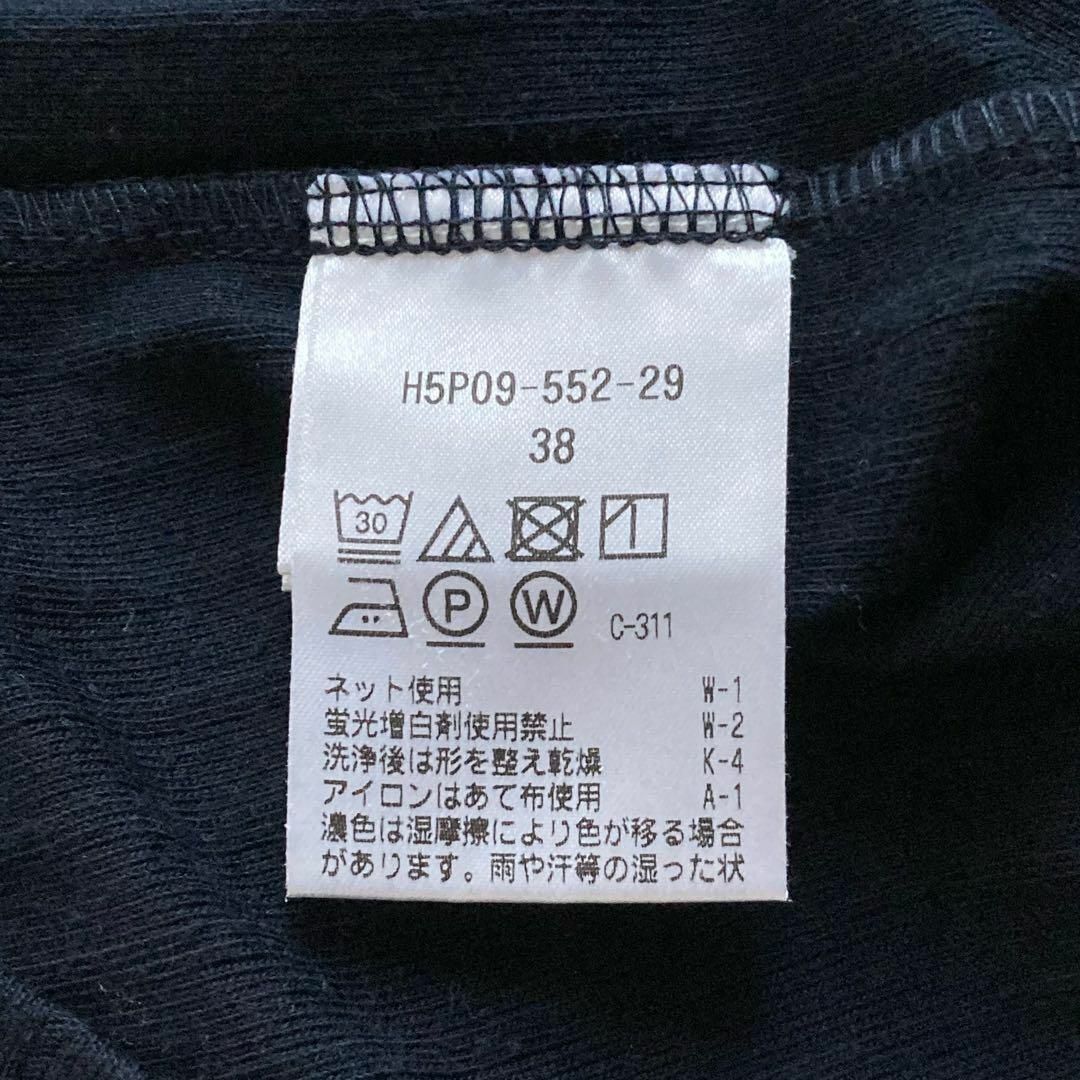 H5P09-552-29
38
30
P W C-311
ネット使用 W-1
蛍光増白剤使用禁止 W-2
洗浄後は形を整え乾燥 K-4
アイロンはあて布使用 A-1
濃色は湿摩擦により色が移る場合
があります。雨や汗等の湿った状